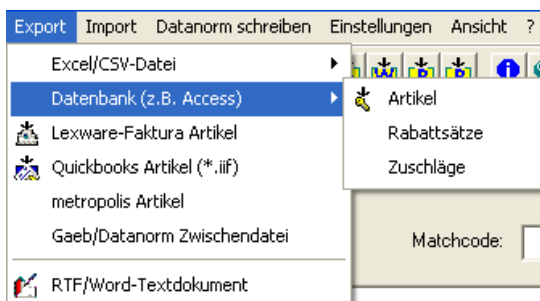 Export Import Datanorm schreiben Einstellungen Ansicht ?
Excel/CSV-Datei
Datenbank (z.B. Access)
Lexware-Faktura Artikel
Quickbooks Artikel (*.iif)
metropolis Artikel
Gaeb/Datanorm Zwischendatei
RTF/Word-Textdokument
Artikel
Rabattsätze
Zuschläge
Matchcode: